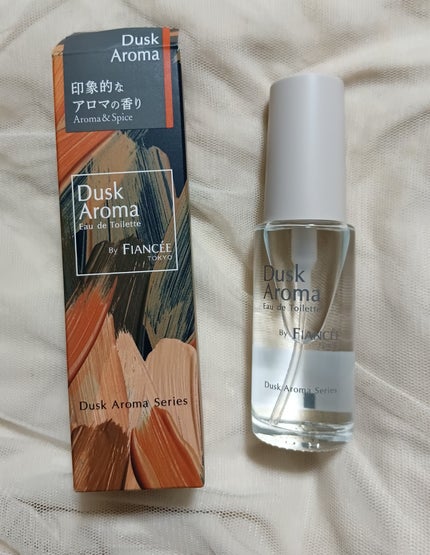 Dusk
Aroma
印象的な
アロマの香り
Aroma & Spice
Dusk
Aroma
Eau de Toilette
By FIANCÉE
TOKYO
Dusk Aroma Series
Dusk
Aroma
Eau de Toilette
By FIANCÉE
Dusk Aroma Series